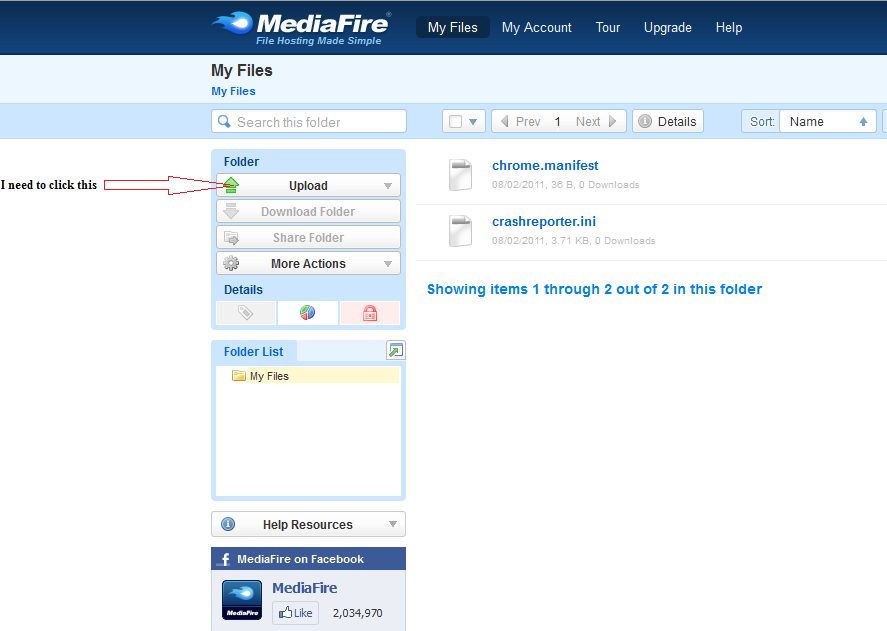 MediaFire®
File Hosting Made Simple
My Files My Account Tour Upgrade Help
My Files
My Files
Search this folder
Prev 1 Next
Details
Sort: Name
I need to click this
Folder
Upload
Download Folder
Share Folder
More Actions
Details
Folder List
My Files
Help Resources
f MediaFire on Facebook
MediaFire
MediaFire
Like 2,034,970
chrome.manifest
08/02/2011, 36 B, 0 Downloads
crashreporter.ini
08/02/2011, 3.71 KB, 0 Downloads
Showing items 1 through 2 out of 2 in this folder